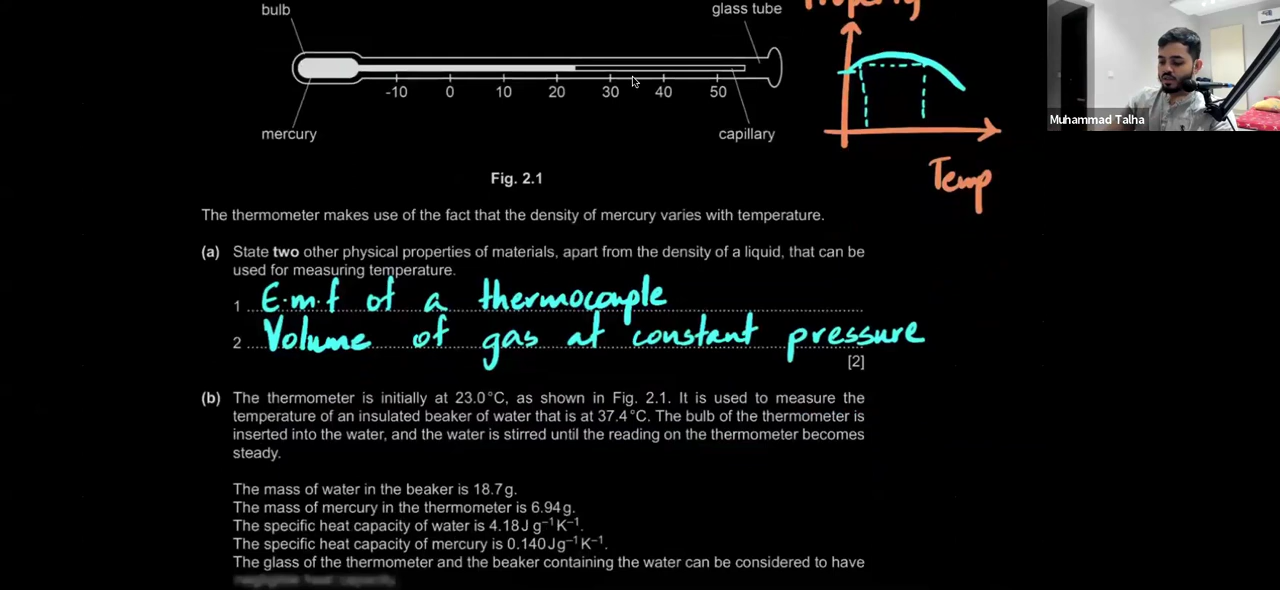 bulb
glass tube
Property
-10 0 10 20 30 40 50
mercury
capillary
Temp
Muhammad Talha
Fig. 2.1
The thermometer makes use of the fact that the density of mercury varies with temperature.
(a) State two other physical properties of materials, apart from the density of a liquid, that can be
used for measuring temperature.
1 E.m.f of a thermocouple
2 Volume of gas at constant pressure
[2]
(b) The thermometer is initially at 23.0°C, as shown in Fig. 2.1. It is used to measure the
temperature of an insulated beaker of water that is at 37.4°C. The bulb of the thermometer is
inserted into the water, and the water is stirred until the reading on the thermometer becomes
steady.
The mass of water in the beaker is 18.7g.
The mass of mercury in the thermometer is 6.94g.
The specific heat capacity of water is 4.18J g⁻¹K⁻¹.
The specific heat capacity of mercury is 0.140Jg⁻¹K⁻¹.
The glass of the thermometer and the beaker containing the water can be considered to have